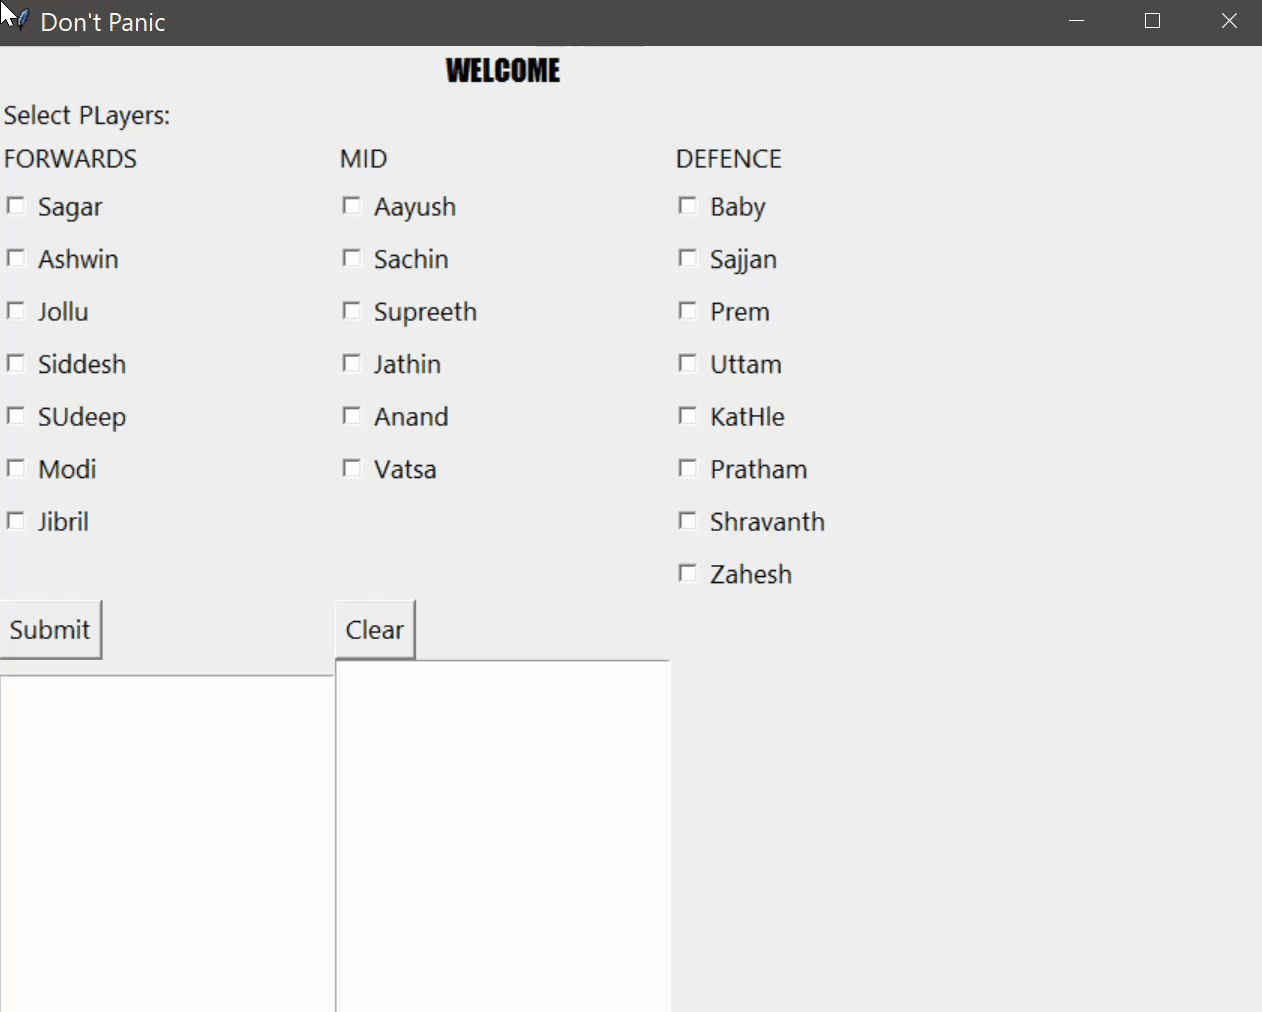 Don't Panic
WELCOME
Select PLayers:
FORWARDS MID DEFENCE
Sagar Aayush Baby
Ashwin Sachin Sajjan
Jollu Supreeth Prem
Siddesh Jathin Uttam
SUdeep Anand KatHle
Modi Vatsa Pratham
Jibril Shravanth
Zahesh
Submit Clear